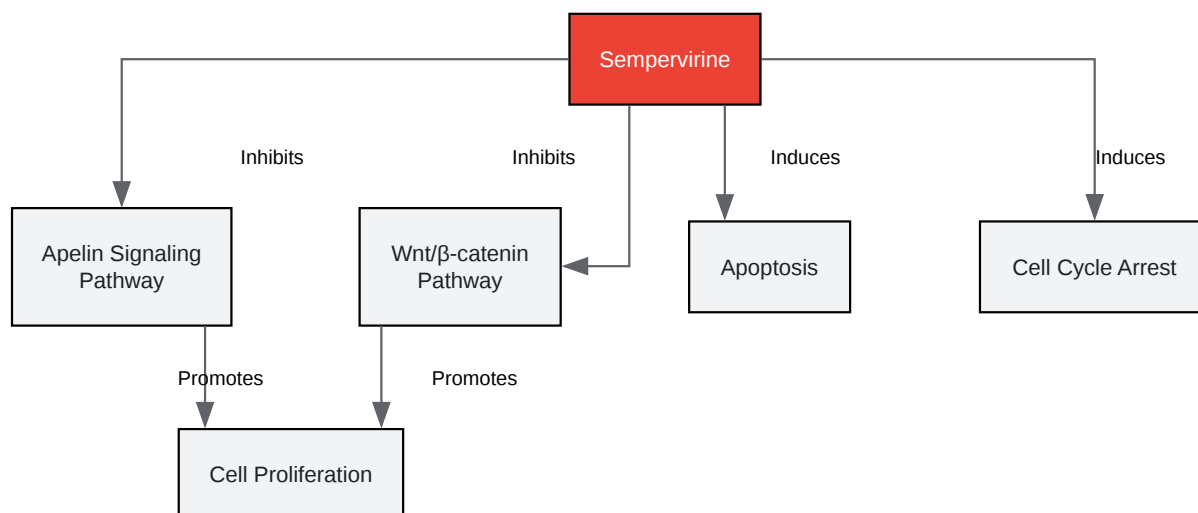 Sempervirine
Inhibits
Inhibits
Induces
Induces
Apelin Signaling
Pathway
Wnt/β-catenin
Pathway
Apoptosis
Cell Cycle Arrest
Promotes
Promotes
Cell Proliferation